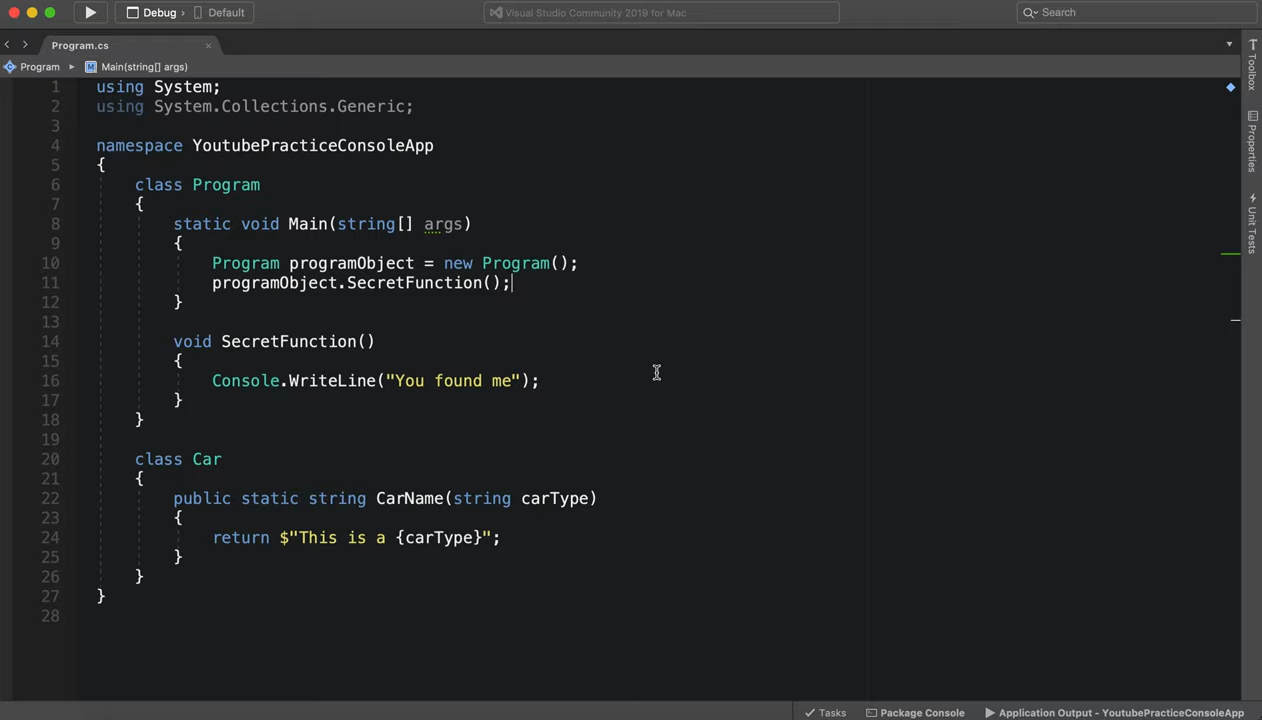 Debug › Default
Visual Studio Community 2019 for Mac
Search
Program.cs
Program ▸ Main(string[] args)
1 using System;
2 using System.Collections.Generic;
3
4 namespace YoutubePracticeConsoleApp
5 {
6 class Program
7 {
8 static void Main(string[] args)
9 {
10 Program programObject = new Program();
11 programObject.SecretFunction();
12 }
13
14 void SecretFunction()
15 {
16 Console.WriteLine("You found me");
17 }
18 }
19
20 class Car
21 {
22 public static string CarName(string carType)
23 {
24 return $"This is a {carType}";
25 }
26 }
27 }
28
Toolbox
Properties
Unit Tests
Tasks Package Console Application Output - YoutubePracticeConsoleApp